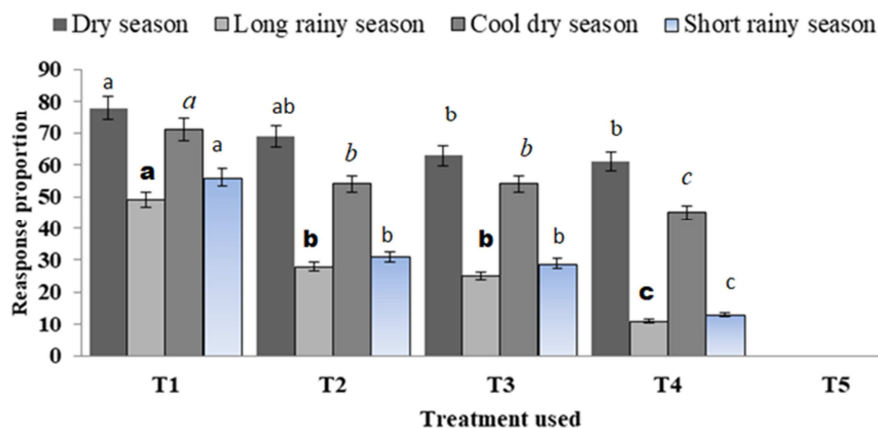 Dry season Long rainy season Cool dry season Short rainy season
90
80
70
60
50
40
30
20
10
0
Reasponse proportion
a a a a
ab b b b
b b b b
b c c c
T1 T2 T3 T4 T5
Treatment used